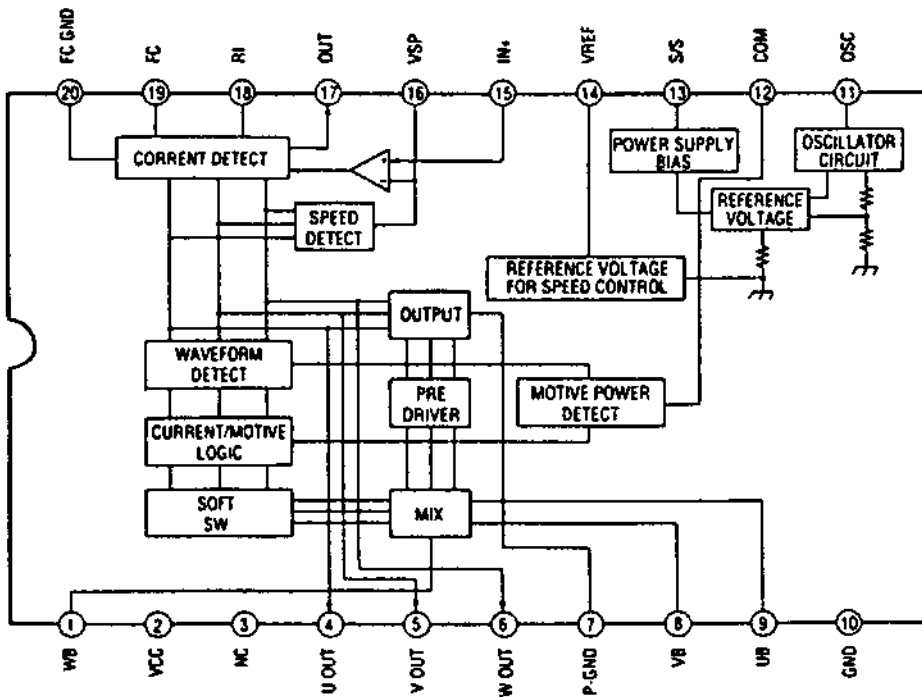 FC GND
FC
RI
OUT
VSP
IN+
VREF
S/S
COM
OSC
20
19
18
17
16
15
14
13
12
11
CORRENT DETECT
+
-
POWER SUPPLY
BIAS
OSCILLATOR
CIRCUIT
SPEED
DETECT
REFERENCE
VOLTAGE
REFERENCE VOLTAGE
FOR SPEED CONTROL
OUTPUT
WAVEFORM
DETECT
PRE
DRIVER
MOTIVE POWER
DETECT
CURRENT/MOTIVE
LOGIC
SOFT
SW
MIX
1
2
3
4
5
6
7
8
9
10
WB
VCC
NC
U OUT
V OUT
W OUT
P-GND
VB
UB
GND